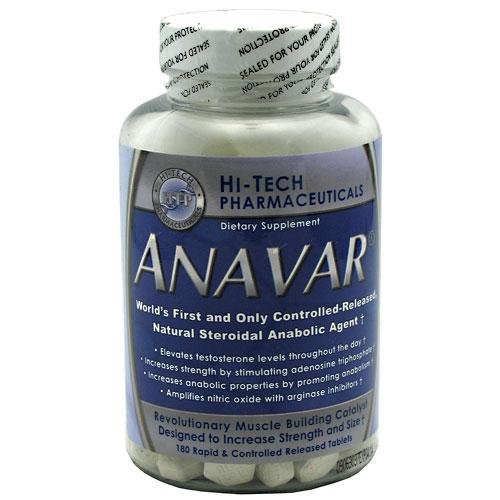 SEALED FOR YOUR PROTECTION
HI-TECH
PHARMACEUTICALS
HI-TECH
PHARMACEUTICALS
Dietary Supplement
ANAVAR®
World's First and Only Controlled-Released,
Natural Steroidal Anabolic Agent †
• Elevates testosterone levels throughout the day †
• Increases strength by stimulating adenosine triphosphate †
• Increases anabolic properties by promoting anabolism †
• Amplifies nitric oxide with arginase inhibitors †
Revolutionary Muscle Building Catalyst
Designed to Increase Strength and Size †
180 Rapid & Controlled Released Tablets